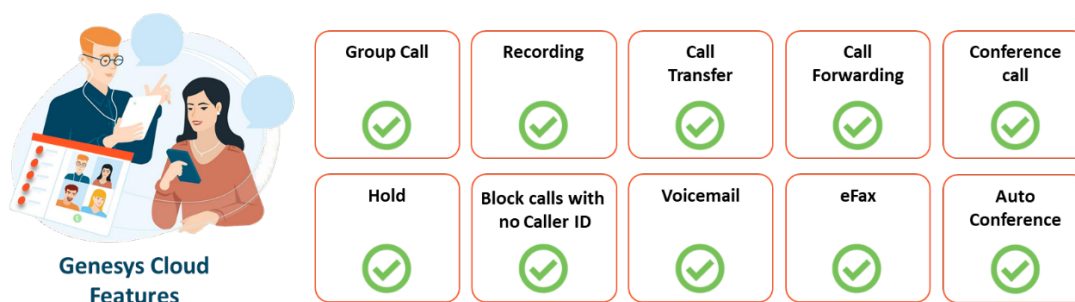 Group Call
Recording
Call
Transfer
Call
Forwarding
Conference
call
Hold
Block calls with
no Caller ID
Voicemail
eFax
Auto
Conference
Genesys Cloud
Features